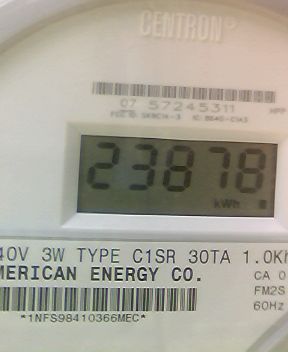 CENTRON®
07 57245311
23878
kWh
40V 3W TYPE C1SR 30TA 1.0Kh
MERICAN ENERGY CO.
CA 0
FM2S
60Hz
*1NFS98410366MEC*